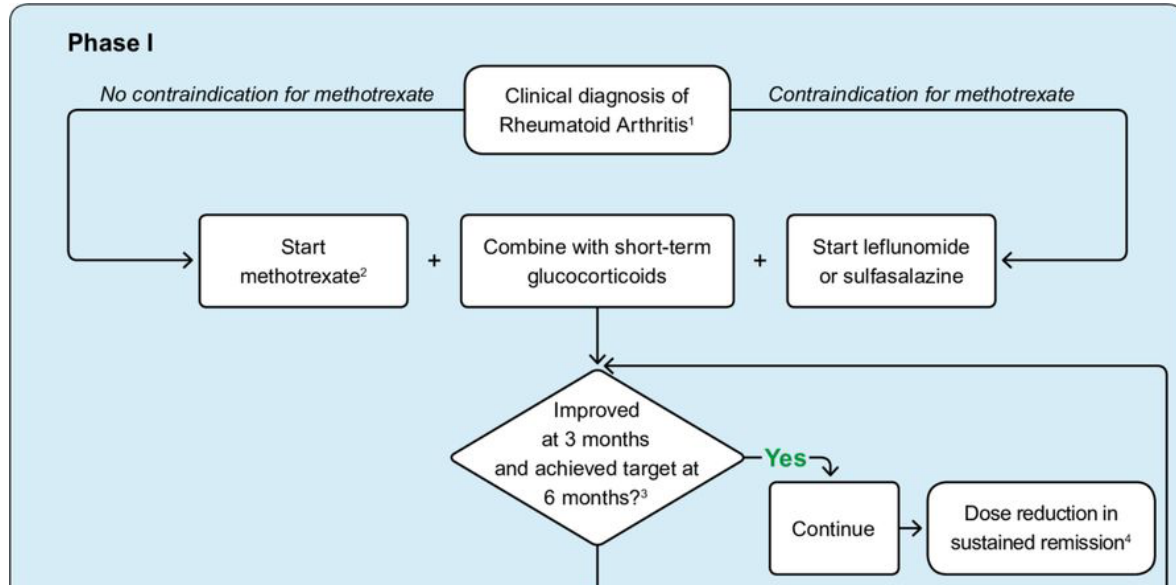 Phase I
No contraindication for methotrexate
Clinical diagnosis of
Rheumatoid Arthritis¹
Contraindication for methotrexate
Start
methotrexate²
+
Combine with short-term
glucocorticoids
+
Start leflunomide
or sulfasalazine
Improved
at 3 months
and achieved target at
6 months?³
Yes
Continue
Dose reduction in
sustained remission⁴